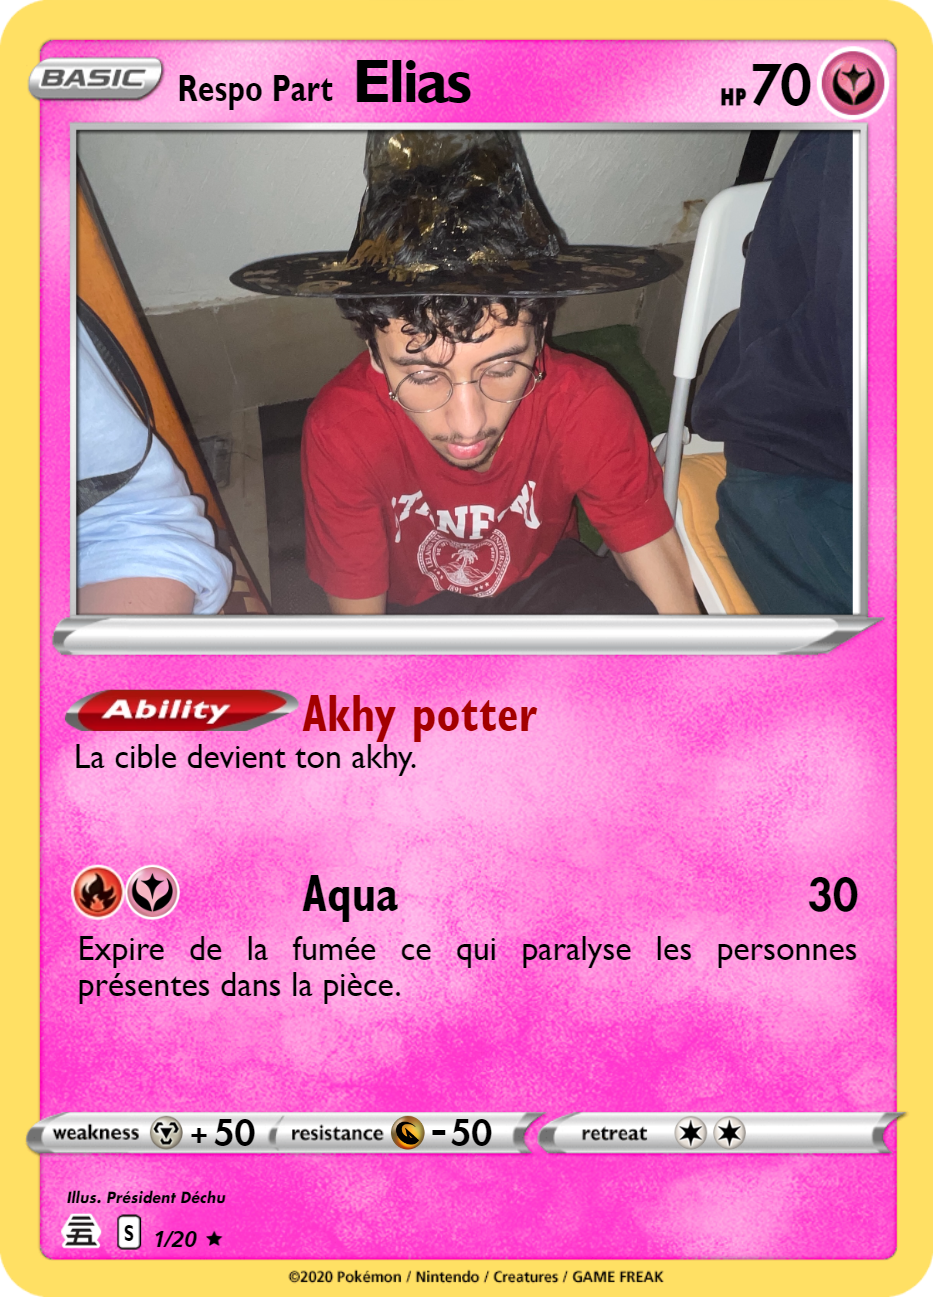 BASIC Respo Part Elias HP 70
Ability Akhy potter
La cible devient ton akhy.
Aqua 30
Expire de la fumée ce qui paralyse les personnes
présentes dans la pièce.
weakness + 50 resistance -50 retreat
Illus. Président Déchu
S 1/20
©2020 Pokémon / Nintendo / Creatures / GAME FREAK